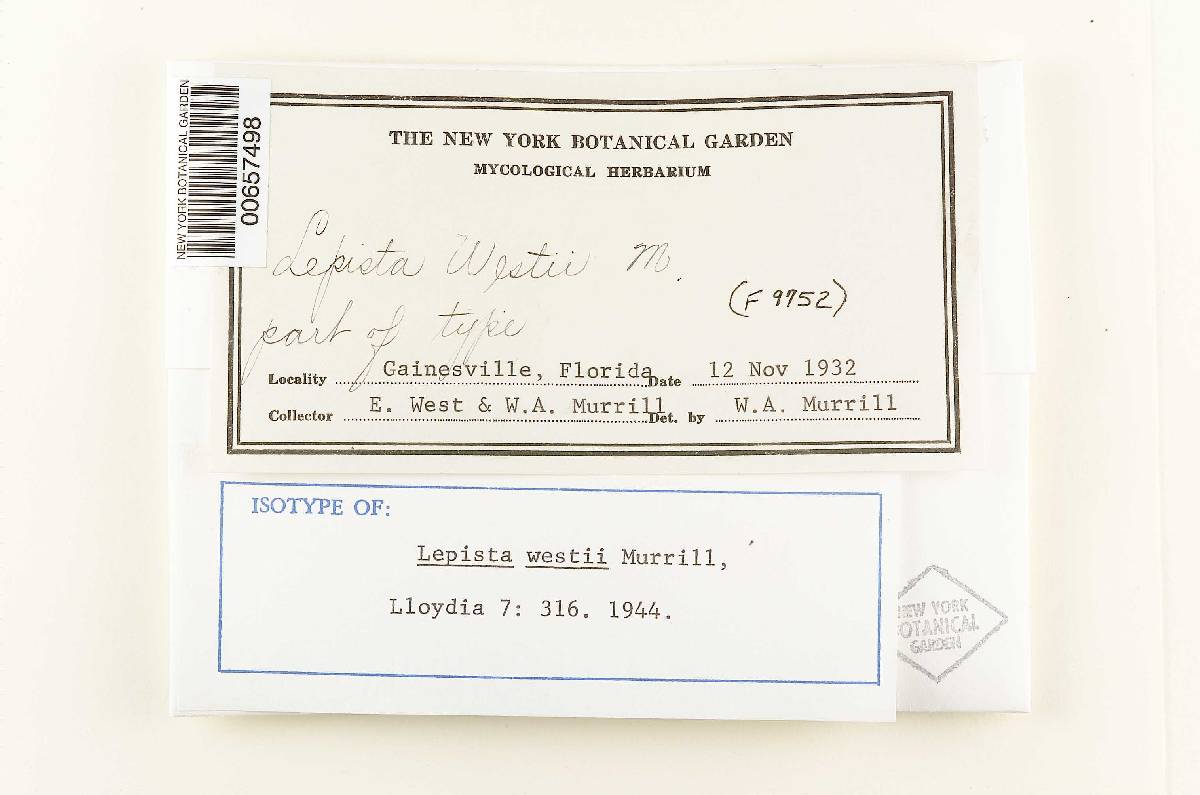 NEW YORK BOTANICAL GARDEN
00657498
THE NEW YORK BOTANICAL GARDEN
MYCOLOGICAL HERBARIUM
Lepista Westii M.
(F 9752)
part of type
Locality Gainesville, Florida Date 12 Nov 1932
Collector E. West & W.A. Murrill Det. by W.A. Murrill
ISOTYPE OF:
Lepista westii Murrill,
Lloydia 7: 316. 1944.
NEW YORK
BOTANICAL
GARDEN